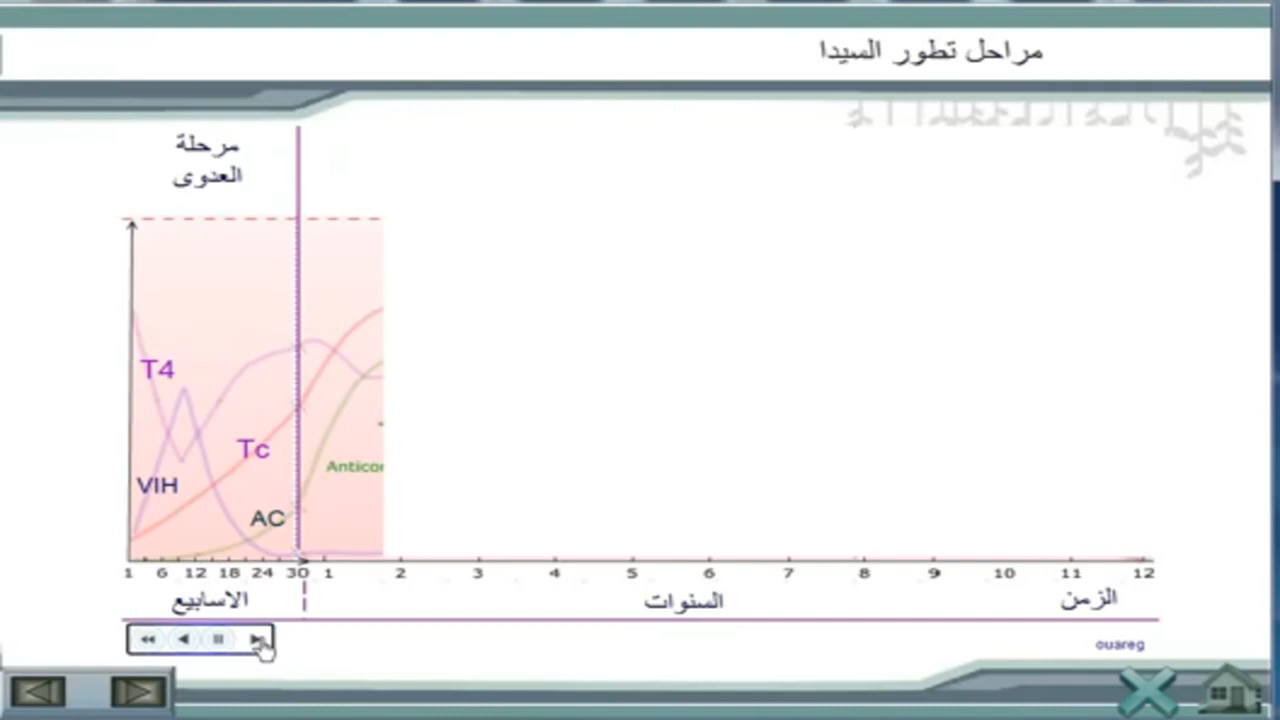 مراحل تطور السيدا
مرحلة
العدوى
T4
Tc
VIH
Anticor
AC
1 6 12 18 24 30 1 2 3 4 5 6 7 8 9 10 11 12
الاسابيع السنوات الزمن
ouareg